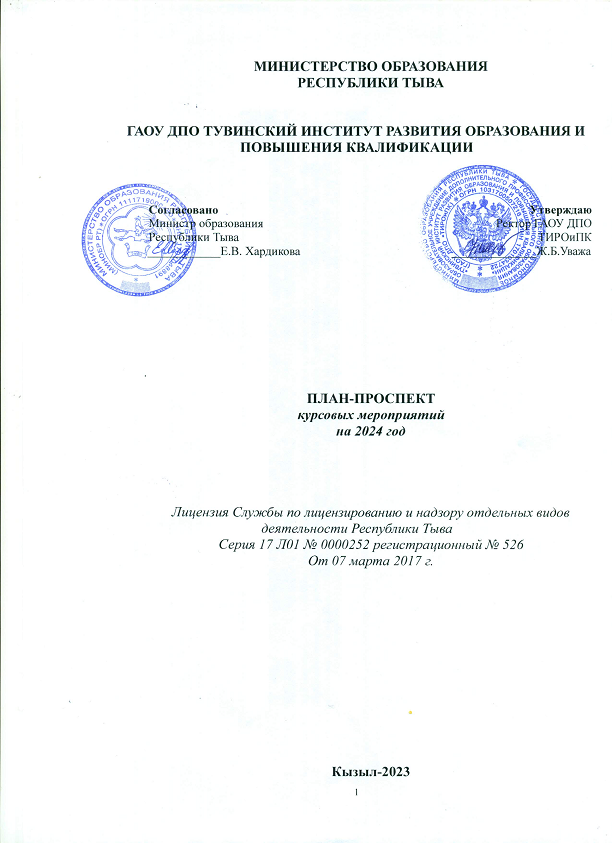 МИНИСТЕРСТВО ОБРАЗОВАНИЯ
РЕСПУБЛИКИ ТЫВА
ГАОУ ДПО ТУВИНСКИЙ ИНСТИТУТ РАЗВИТИЯ ОБРАЗОВАНИЯ И
ПОВЫШЕНИЯ КВАЛИФИКАЦИИ
Согласовано
Министр образования
Республики Тыва
Е.В. Хардикова
Утверждаю
Ректор ГАОУ ДПО
ТИРОиПК
Ж.Б.Уважа
ПЛАН-ПРОСПЕКТ
курсовых мероприятий
на 2024 год
Лицензия Службы по лицензированию и надзору отдельных видов
деятельности Республики Тыва
Серия 17 Л01 № 0000252 регистрационный № 526
От 07 марта 2017 г.
Кызыл-2023
1